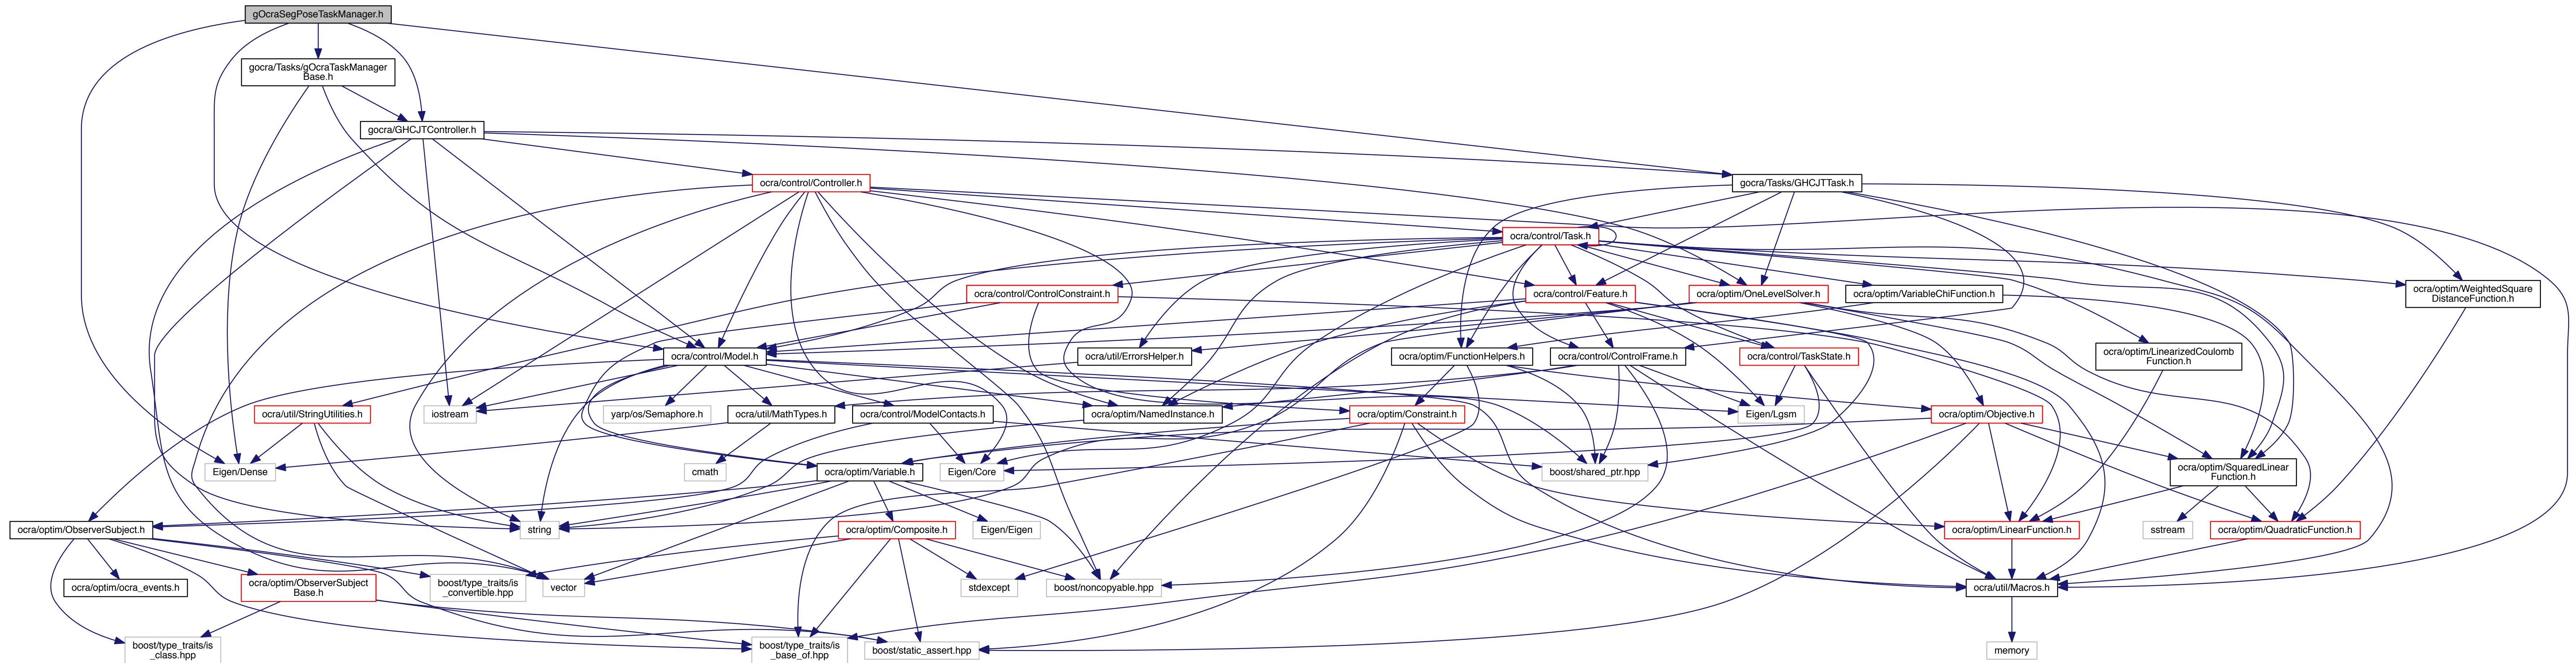 gOcraSegPoseTaskManager.h
gocra/Tasks/gOcraTaskManager
Base.h
gocra/GHCJTController.h
ocra/control/Controller.h
gocra/Tasks/GHCJTTask.h
ocra/control/Task.h
ocra/control/ControlConstraint.h
ocra/control/Feature.h
ocra/optim/OneLevelSolver.h
ocra/optim/VariableChiFunction.h
ocra/optim/WeightedSquare
DistanceFunction.h
ocra/control/Model.h
ocra/util/ErrorsHelper.h
ocra/optim/FunctionHelpers.h
ocra/control/ControlFrame.h
ocra/control/TaskState.h
ocra/optim/LinearizedCoulomb
Function.h
ocra/util/StringUtilities.h
iostream
yarp/os/Semaphore.h
ocra/util/MathTypes.h
ocra/control/ModelContacts.h
ocra/optim/NamedInstance.h
Eigen/Lgsm
ocra/optim/Constraint.h
ocra/optim/Objective.h
Eigen/Dense
cmath
ocra/optim/Variable.h
Eigen/Core
boost/shared_ptr.hpp
ocra/optim/SquaredLinear
Function.h
ocra/optim/ObserverSubject.h
string
ocra/optim/Composite.h
Eigen/Eigen
ocra/optim/LinearFunction.h
sstream
ocra/optim/QuadraticFunction.h
ocra/optim/ocra_events.h
ocra/optim/ObserverSubject
Base.h
boost/type_traits/is
_convertible.hpp
vector
stdexcept
boost/noncopyable.hpp
ocra/util/Macros.h
boost/type_traits/is
_class.hpp
boost/type_traits/is
_base_of.hpp
boost/static_assert.hpp
memory